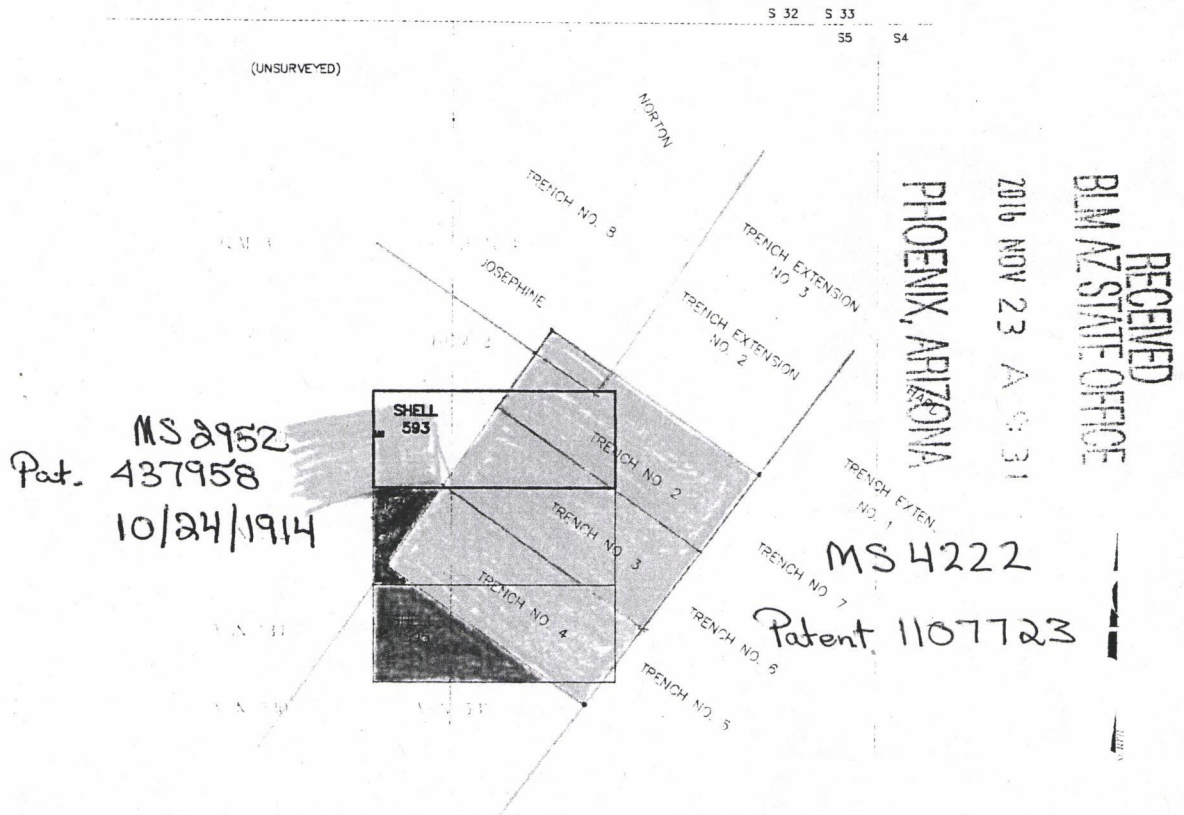 S 32 S 33
S5 S4
(UNSURVEYED)
NORTON
TRENCH NO. 8
TRENCH EXTENSION
NO. 3
JOSEPHINE
TRENCH EXTENSION
NO. 2
SHELL
593
TRENCH NO. 2
TRENCH NO. 3
TRENCH NO. 4
TRENSH EXTEN.
NO. 1
TRENCH NO. 7
TRENCH NO. 6
TRENCH NO. 5
MS 2952
Pat. 437958
10/24/1914
MS 4222
Patent 1107723
RECEIVED
BLM AZ STATE OFFICE
2016 NOV 23 A
PHOENIX, ARIZONA